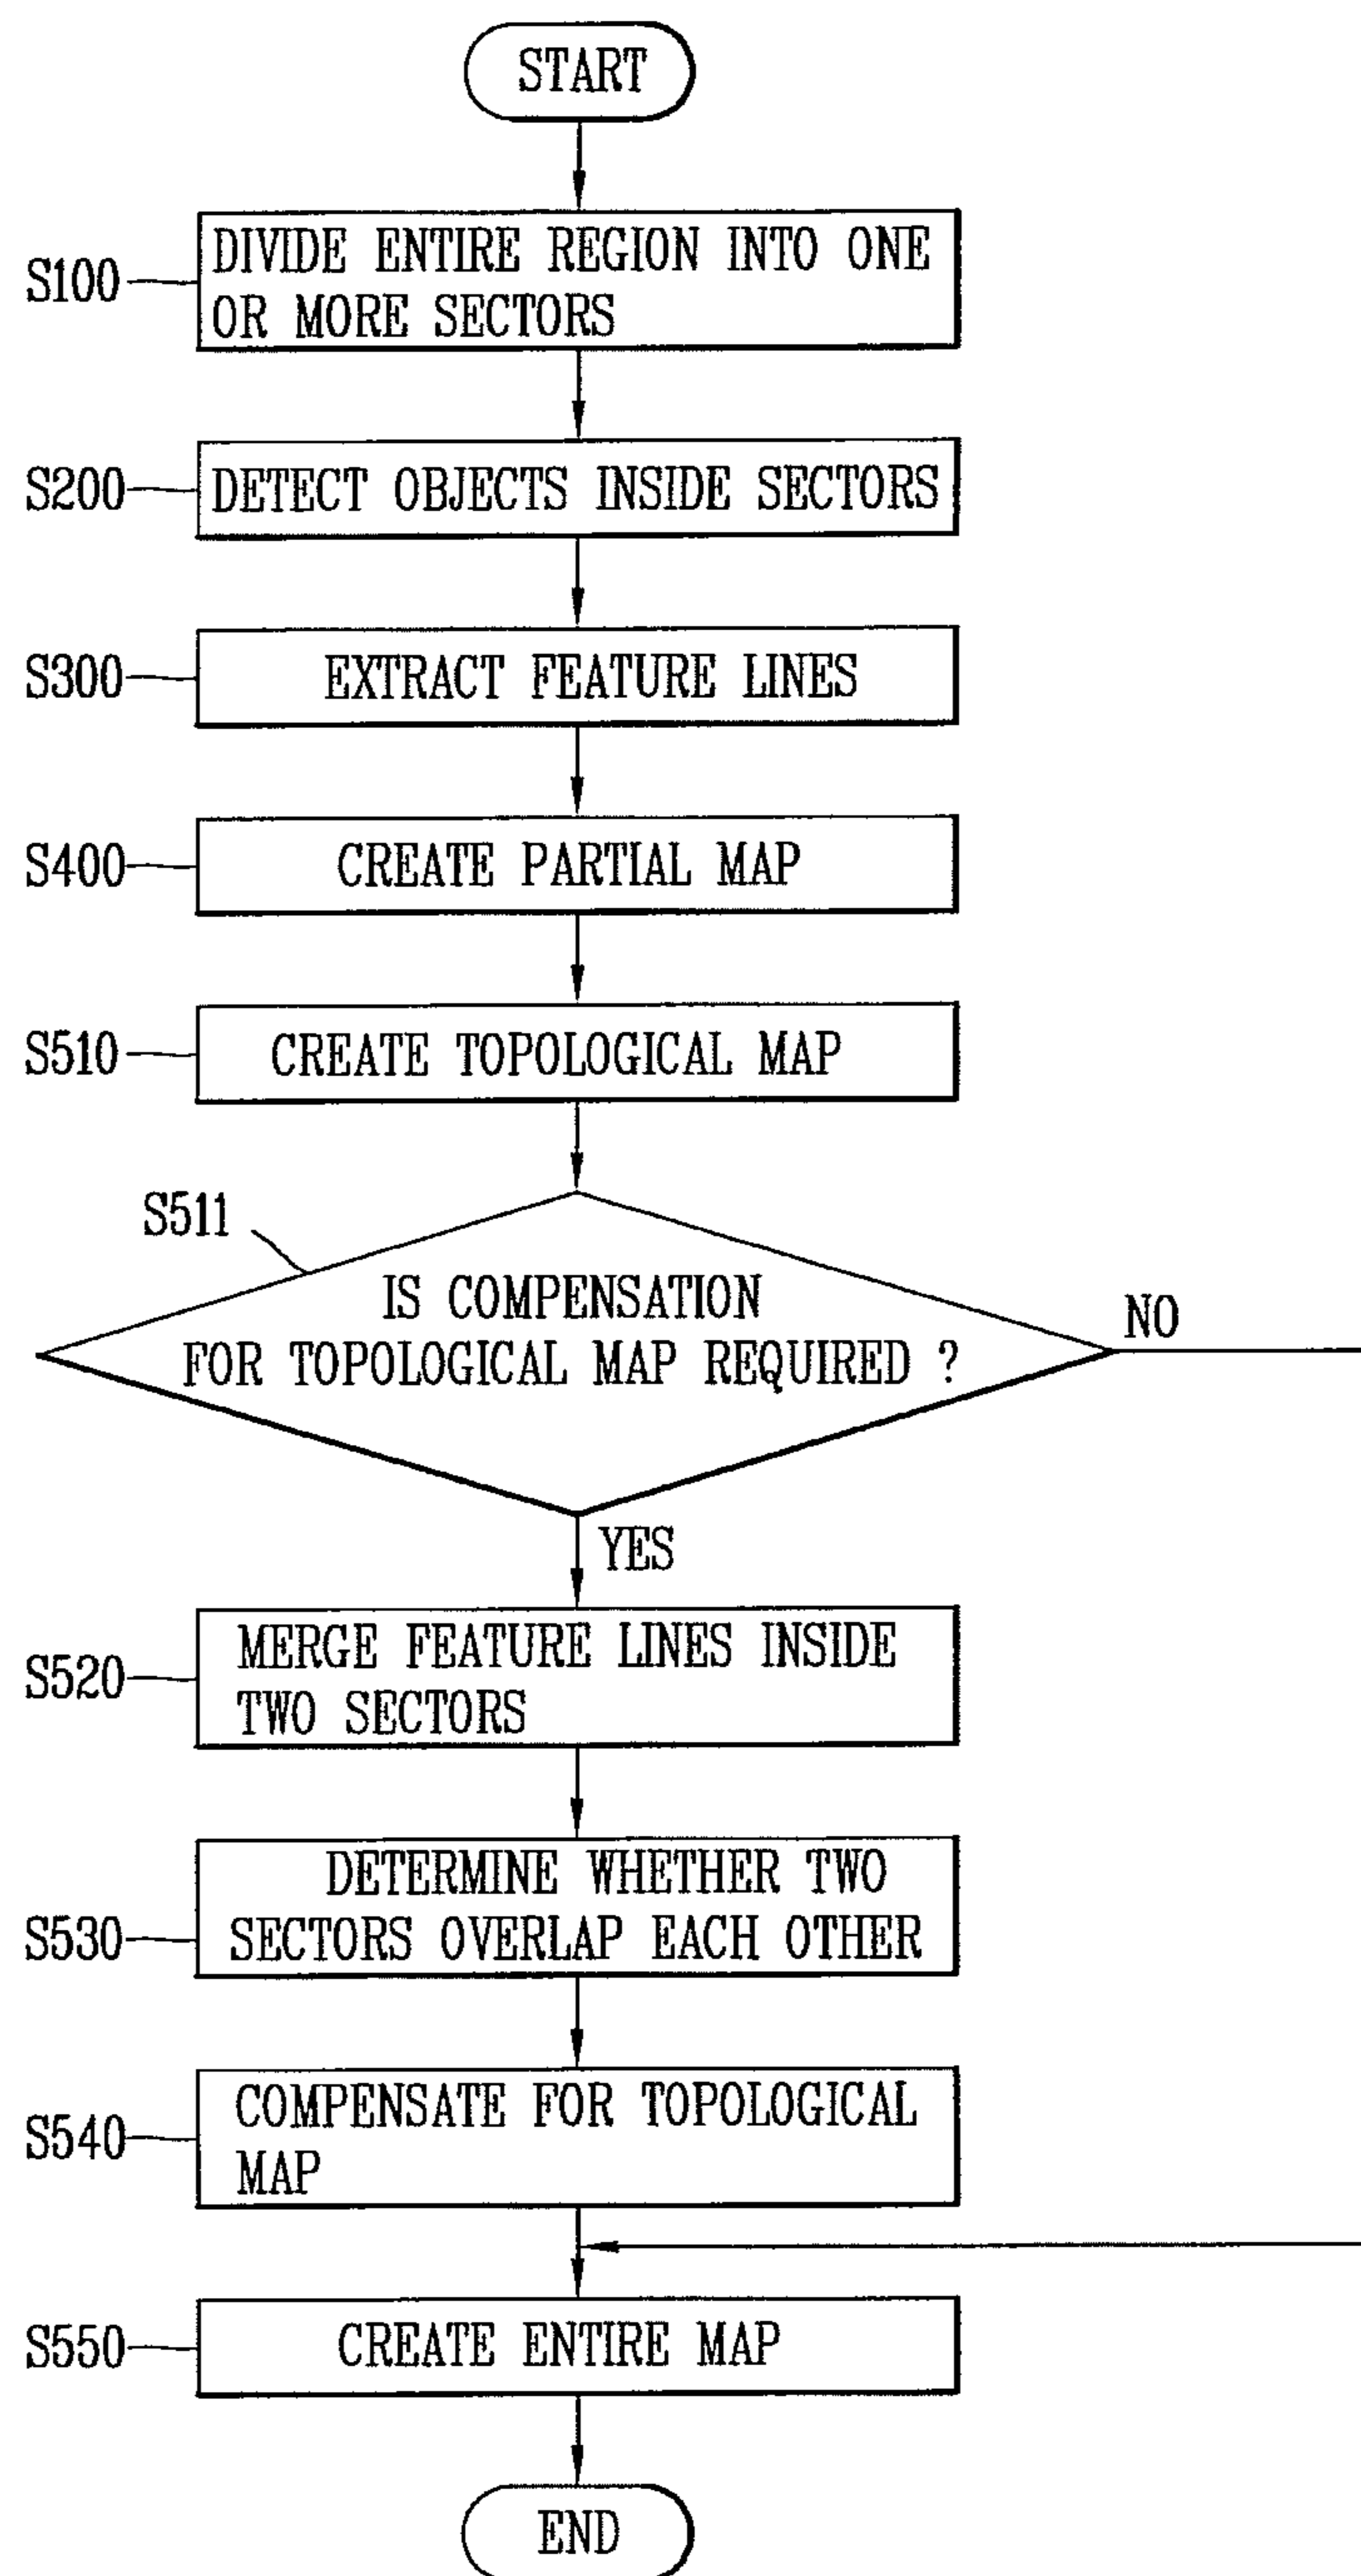 START
S100
DIVIDE ENTIRE REGION INTO ONE
OR MORE SECTORS
S200
DETECT OBJECTS INSIDE SECTORS
S300
EXTRACT FEATURE LINES
S400
CREATE PARTIAL MAP
S510
CREATE TOPOLOGICAL MAP
S511
IS COMPENSATION
FOR TOPOLOGICAL MAP REQUIRED ?
NO
YES
S520
MERGE FEATURE LINES INSIDE
TWO SECTORS
S530
DETERMINE WHETHER TWO
SECTORS OVERLAP EACH OTHER
S540
COMPENSATE FOR TOPOLOGICAL
MAP
S550
CREATE ENTIRE MAP
END